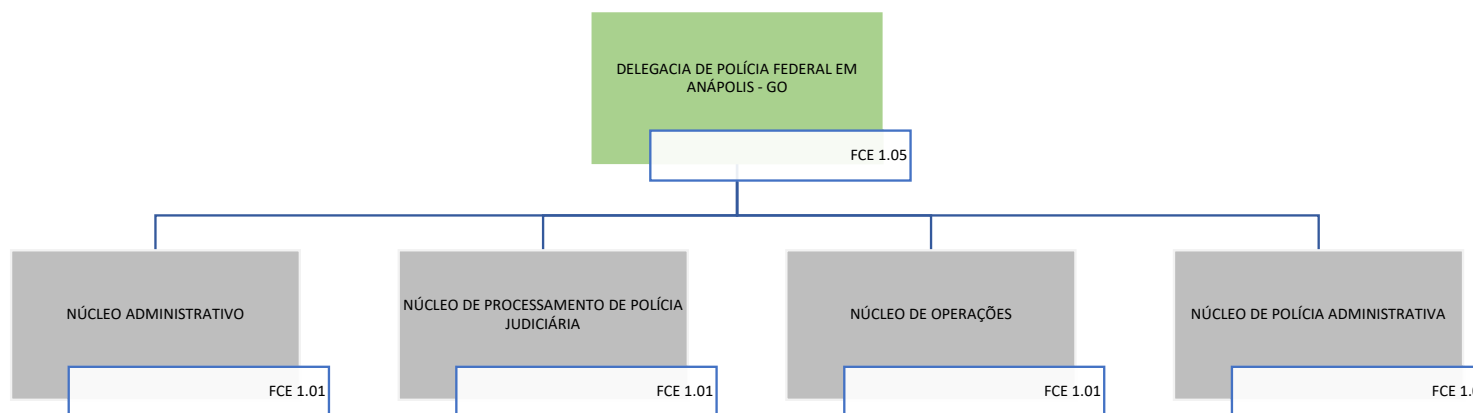 DELEGACIA DE POLÍCIA FEDERAL EM
ANÁPOLIS - GO
FCE 1.05
NÚCLEO ADMINISTRATIVO
FCE 1.01
NÚCLEO DE PROCESSAMENTO DE POLÍCIA
JUDICIÁRIA
FCE 1.01
NÚCLEO DE OPERAÇÕES
FCE 1.01
NÚCLEO DE POLÍCIA ADMINISTRATIVA
FCE